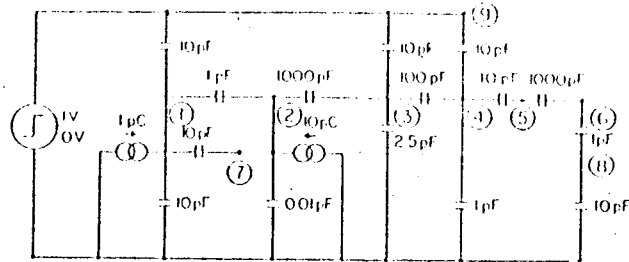 (9)
10pF 10pF 10pF
1pF 1000pF 100pF 10pF 1000pF
1V
0V
1pC (1) (2) (3) (4) (5) (6)
10pF 10pC 2.5pF 1pF
(7) (8)
10pF 0.01pF 1pF 10pF